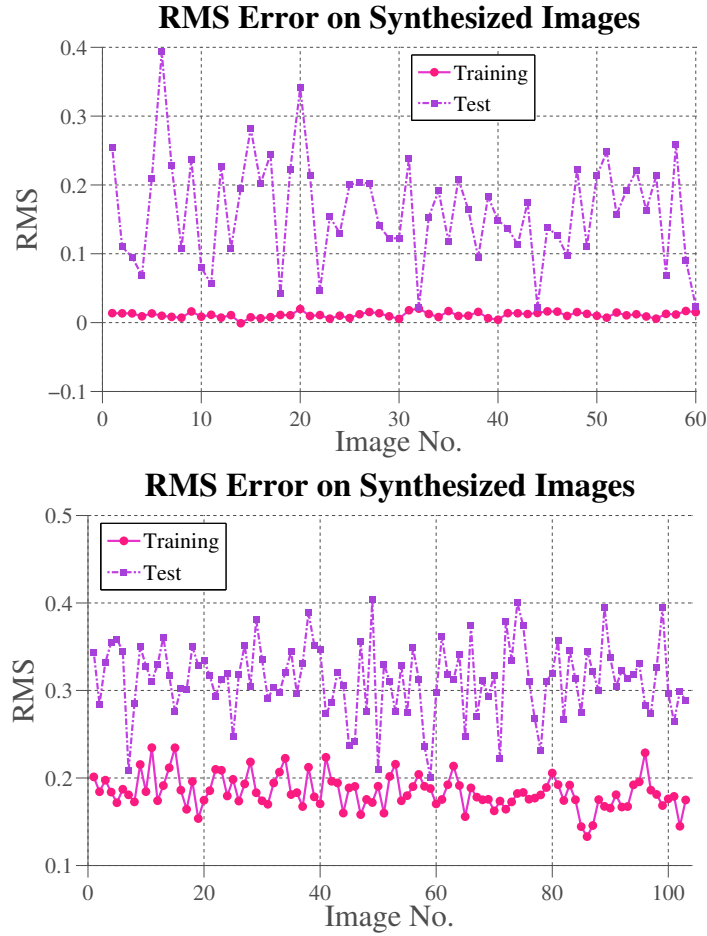 RMS Error on Synthesized Images
0.4
0.3
0.2
0.1
0
−0.1
RMS
Training
Test
0 10 20 30 40 50 60
Image No.
RMS Error on Synthesized Images
0.5
0.4
0.3
0.2
0.1
RMS
Training
Test
0 20 40 60 80 100
Image No.